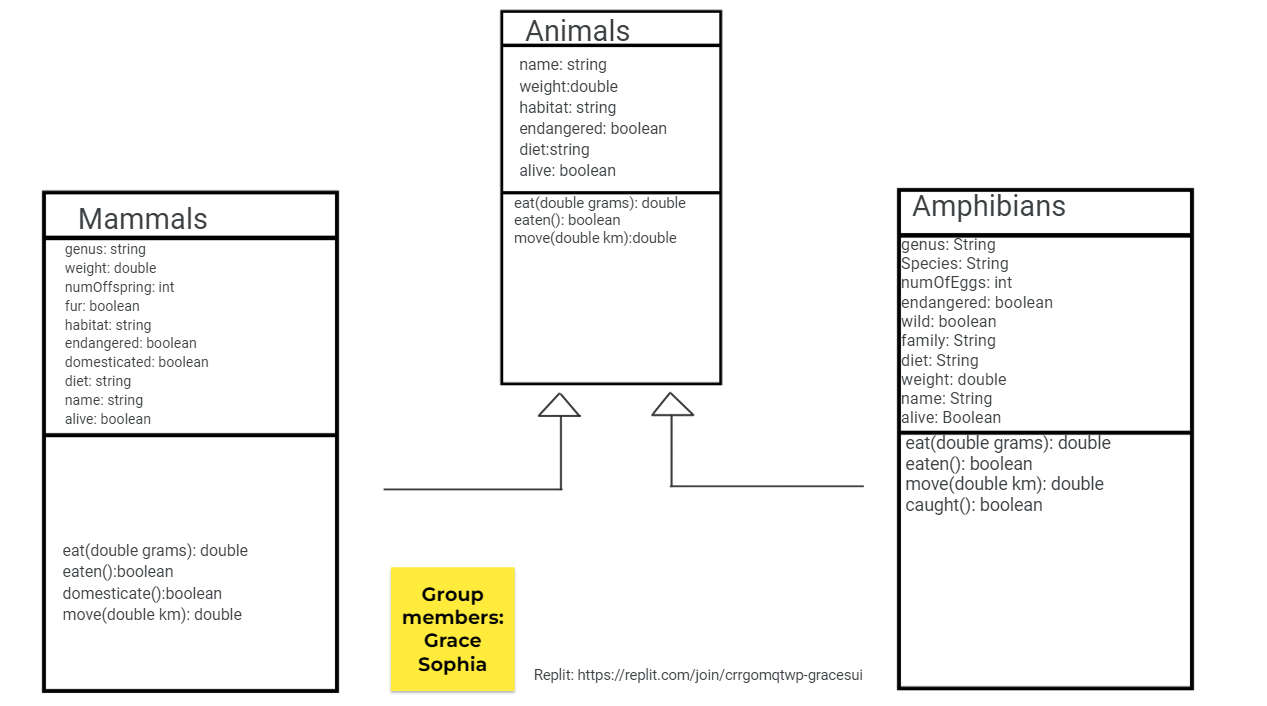 Animals
name: string
weight:double
habitat: string
endangered: boolean
diet:string
alive: boolean
eat(double grams): double
eaten(): boolean
move(double km):double
Mammals
genus: string
weight: double
numOffspring: int
fur: boolean
habitat: string
endangered: boolean
domesticated: boolean
diet: string
name: string
alive: boolean
eat(double grams): double
eaten():boolean
domesticate():boolean
move(double km): double
Amphibians
genus: String
Species: String
numOfEggs: int
endangered: boolean
wild: boolean
family: String
diet: String
weight: double
name: String
alive: Boolean
eat(double grams): double
eaten(): boolean
move(double km): double
caught(): boolean
Group
members:
Grace
Sophia
Replit: https://replit.com/join/crrgomqtwp-gracesui